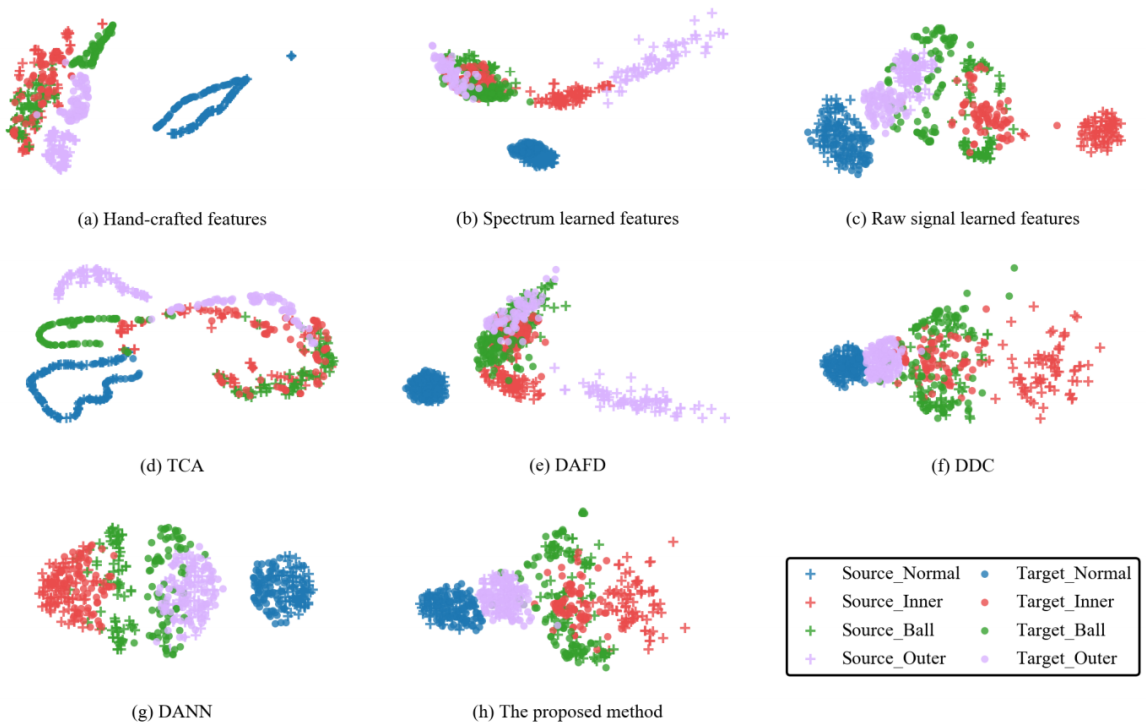 (a) Hand-crafted features
(b) Spectrum learned features
(c) Raw signal learned features
(d) TCA
(e) DAFD
(f) DDC
Source_Normal
Target_Normal
Source_Inner
Target_Inner
Source_Ball
Target_Ball
Source_Outer
Target_Outer
(g) DANN
(h) The proposed method